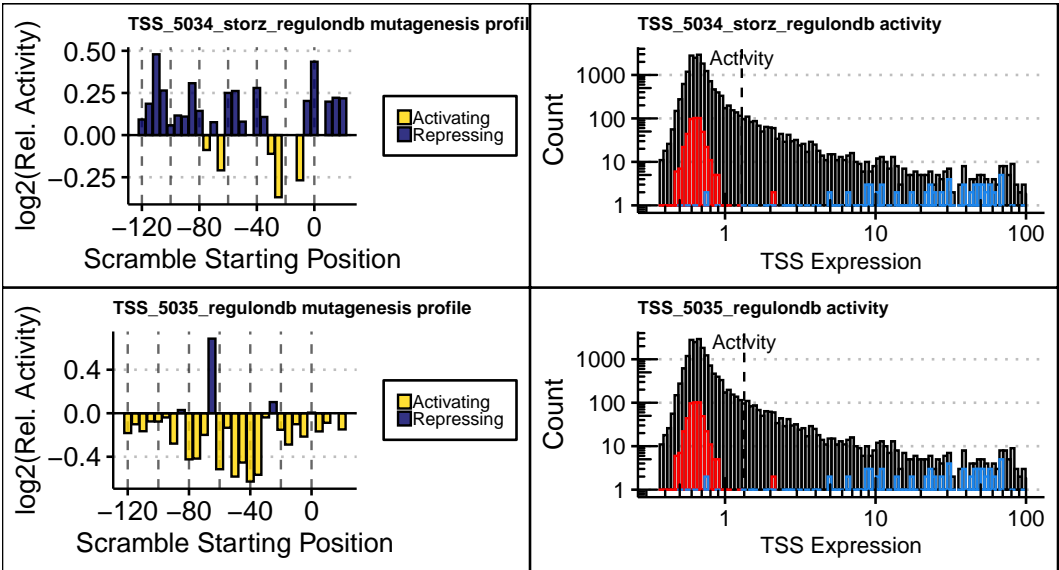 TSS_5034_storz_regulondb mutagenesis profil
log2(Rel. Activity)
0.50
0.25
0.00
−0.25
−120 −80 −40 0
Scramble Starting Position
Activating
Repressing
TSS_5034_storz_regulondb activity
Activity
Count
1000
100
10
1
1 10 100
TSS Expression
TSS_5035_regulondb mutagenesis profile
log2(Rel. Activity)
0.4
0.0
−0.4
−120 −80 −40 0
Scramble Starting Position
Activating
Repressing
TSS_5035_regulondb activity
Activity
Count
1000
100
10
1
1 10 100
TSS Expression